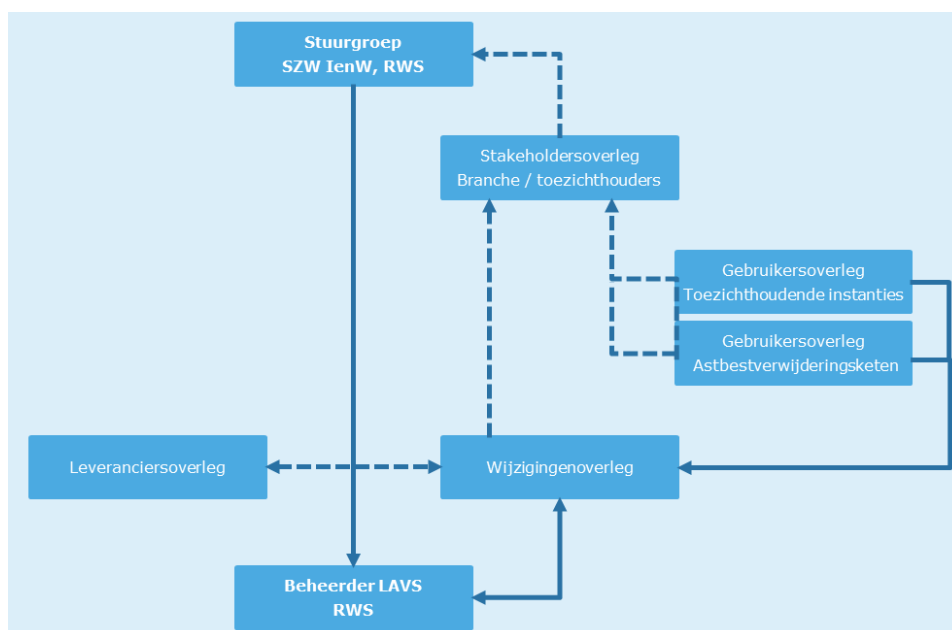 Stuurgroep
SZW IenW, RWS
Stakeholdersoverleg
Branche / toezichthouders
Gebruikersoverleg
Toezichthoudende instanties
Gebruikersoverleg
Astbestverwijderingsketen
Leveranciersoverleg
Wijzigingenoverleg
Beheerder LAVS
RWS